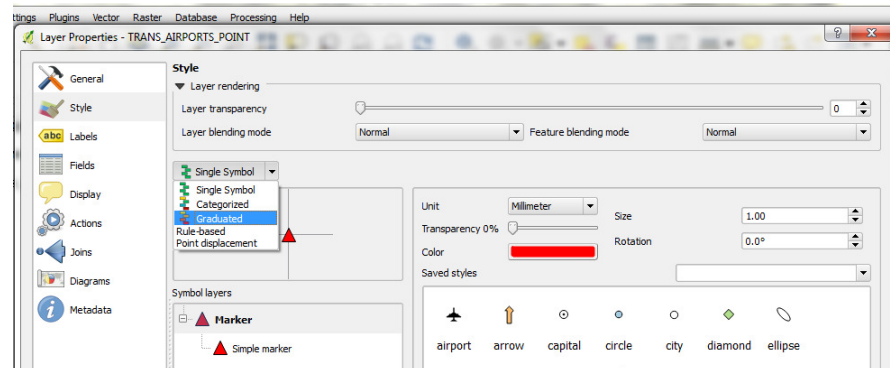 ttings Plugins Vector Raster Database Processing Help
Layer Properties - TRANS_AIRPORTS_POINT
General
Style
Labels
Fields
Display
Actions
Joins
Diagrams
Metadata
Style
Layer rendering
Layer transparency 0
Layer blending mode Normal Feature blending mode Normal
Single Symbol
Single Symbol
Categorized
Graduated
Rule-based
Point displacement
Symbol layers
Marker
Simple marker
Unit Millimeter Size 1.00
Transparency 0% Rotation 0.0°
Color
Saved styles
airport arrow capital circle city diamond ellipse
abc